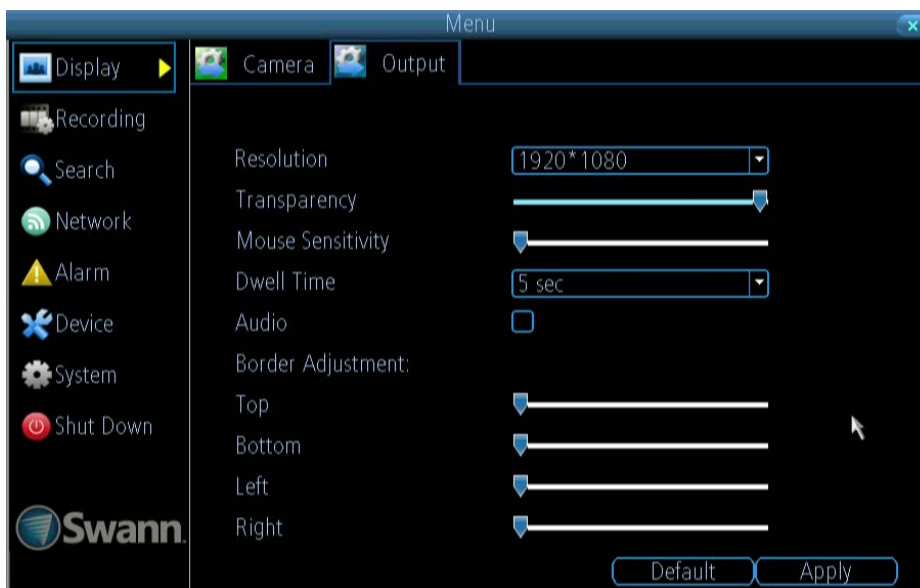 Menu
Display
Recording
Search
Network
Alarm
Device
System
Shut Down
Swann
Camera
Output
Resolution 1920*1080
Transparency
Mouse Sensitivity
Dwell Time 5 sec
Audio
Border Adjustment:
Top
Bottom
Left
Right
Default
Apply